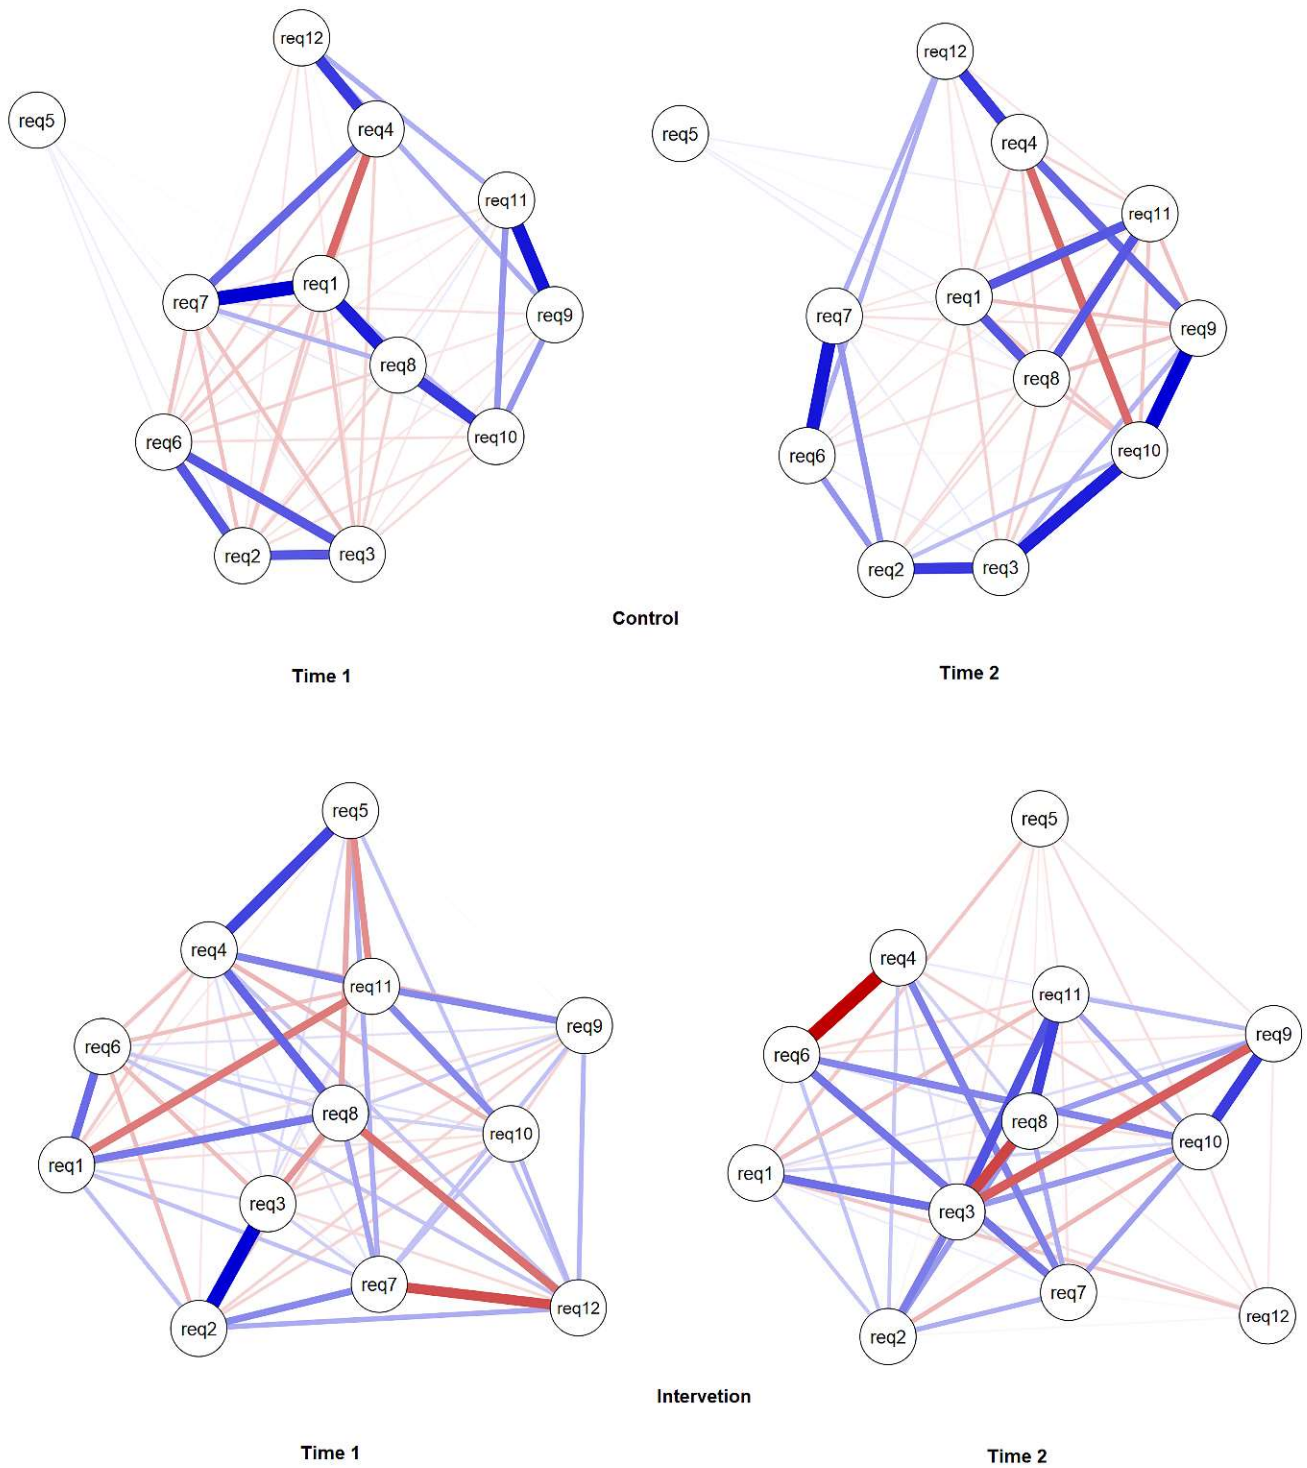 req12
req5
req4
req11
req1
req7
req9
req8
req6
req10
req2
req3
req12
req5
req4
req11
req1
req7
req9
req8
req6
req10
req2
req3
Control
Time 1
Time 2
req5
req4
req11
req9
req6
req8
req10
req1
req3
req7
req12
req2
req5
req4
req11
req9
req6
req8
req10
req1
req3
req7
req12
req2
Intervetion
Time 1
Time 2